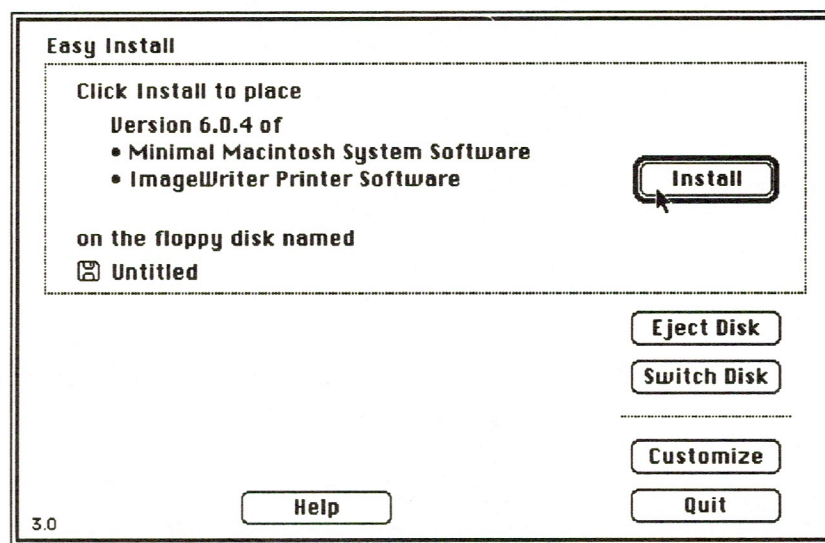 Easy Install
Click Install to place
Version 6.0.4 of
• Minimal Macintosh System Software
• ImageWriter Printer Software
Install
on the floppy disk named
Untitled
Eject Disk
Switch Disk
Customize
Help
Quit
3.0